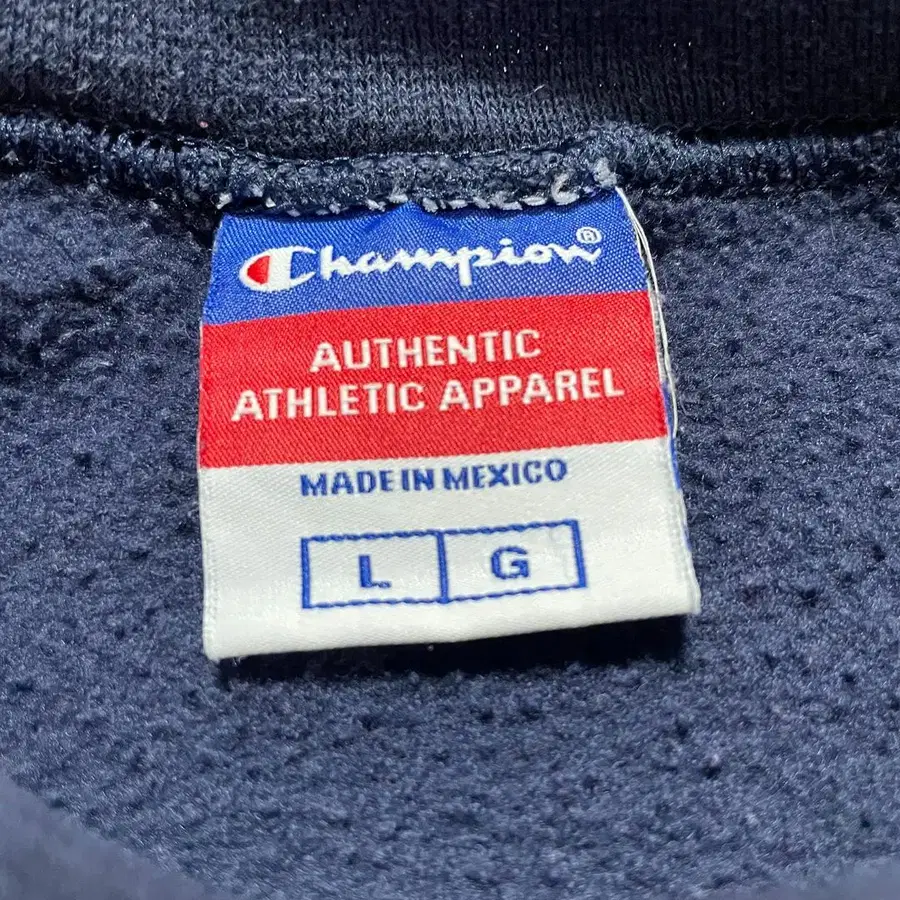 Champion®
AUTHENTIC
ATHLETIC APPAREL
MADE IN MEXICO
L G